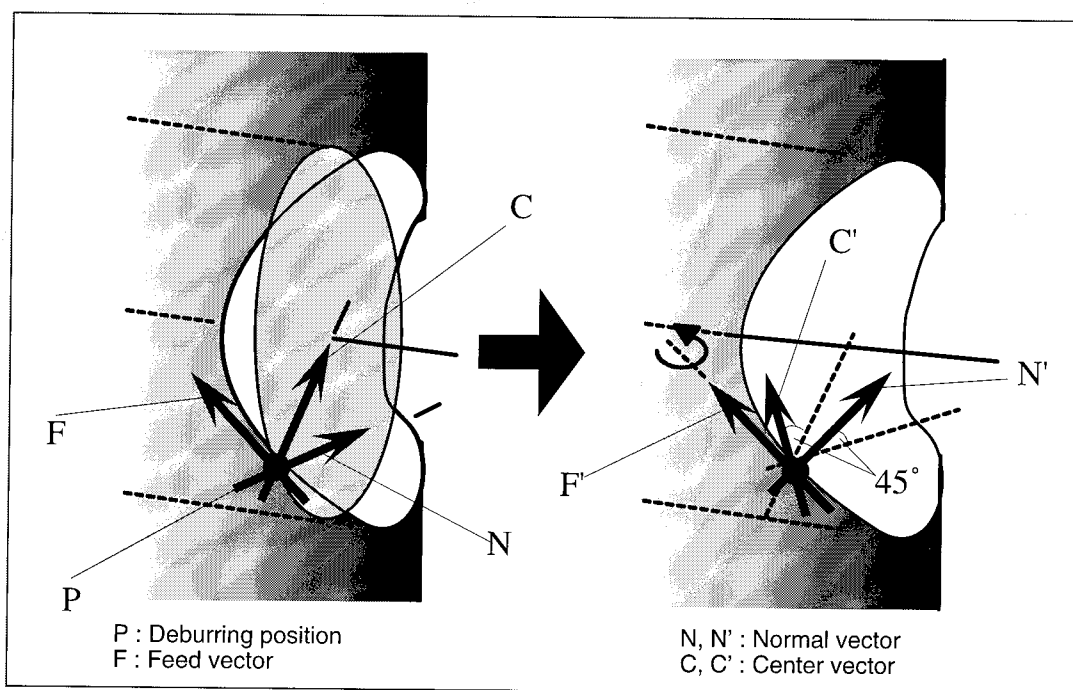 C
F
N
P
C'
N'
F'
45°
P : Deburring position
F : Feed vector
N, N' : Normal vector
C, C' : Center vector